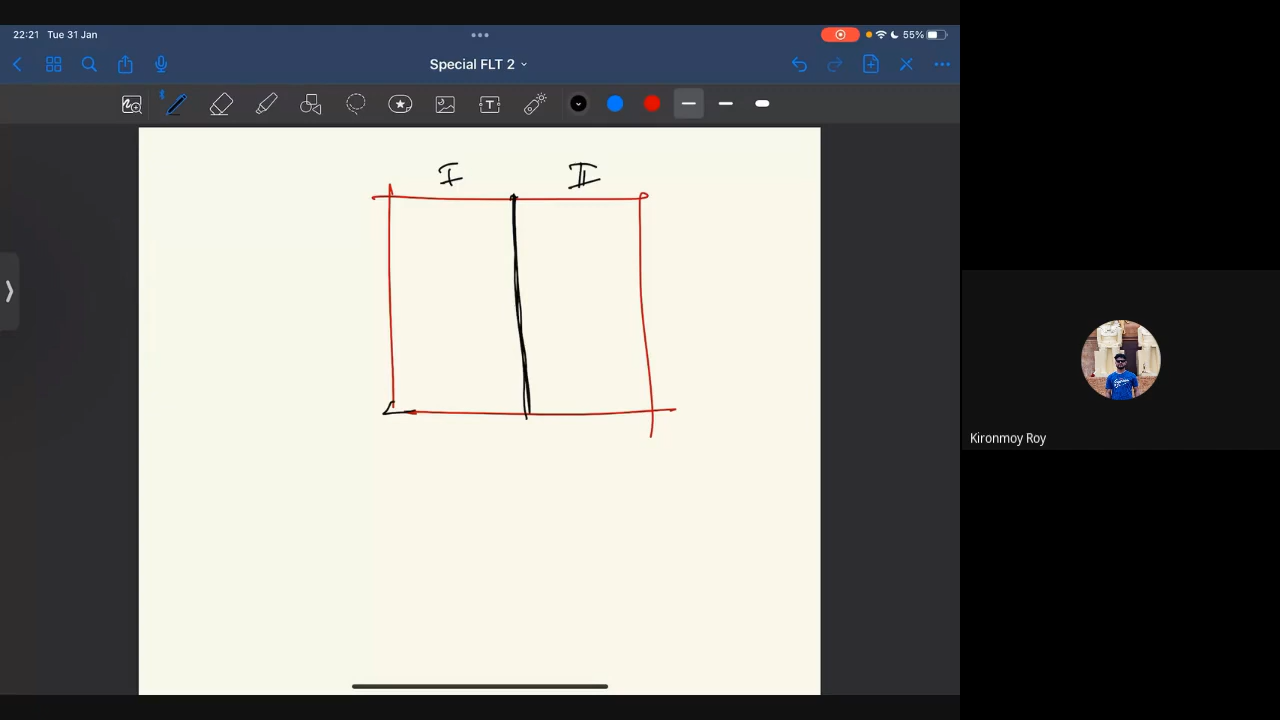 22:21 Tue 31 Jan 55%
Special FLT 2
T
I II
Kironmoy Roy